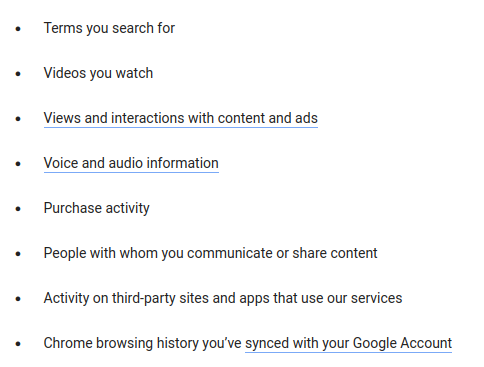 • Terms you search for
• Videos you watch
• Views and interactions with content and ads
• Voice and audio information
• Purchase activity
• People with whom you communicate or share content
• Activity on third-party sites and apps that use our services
• Chrome browsing history you’ve synced with your Google Account